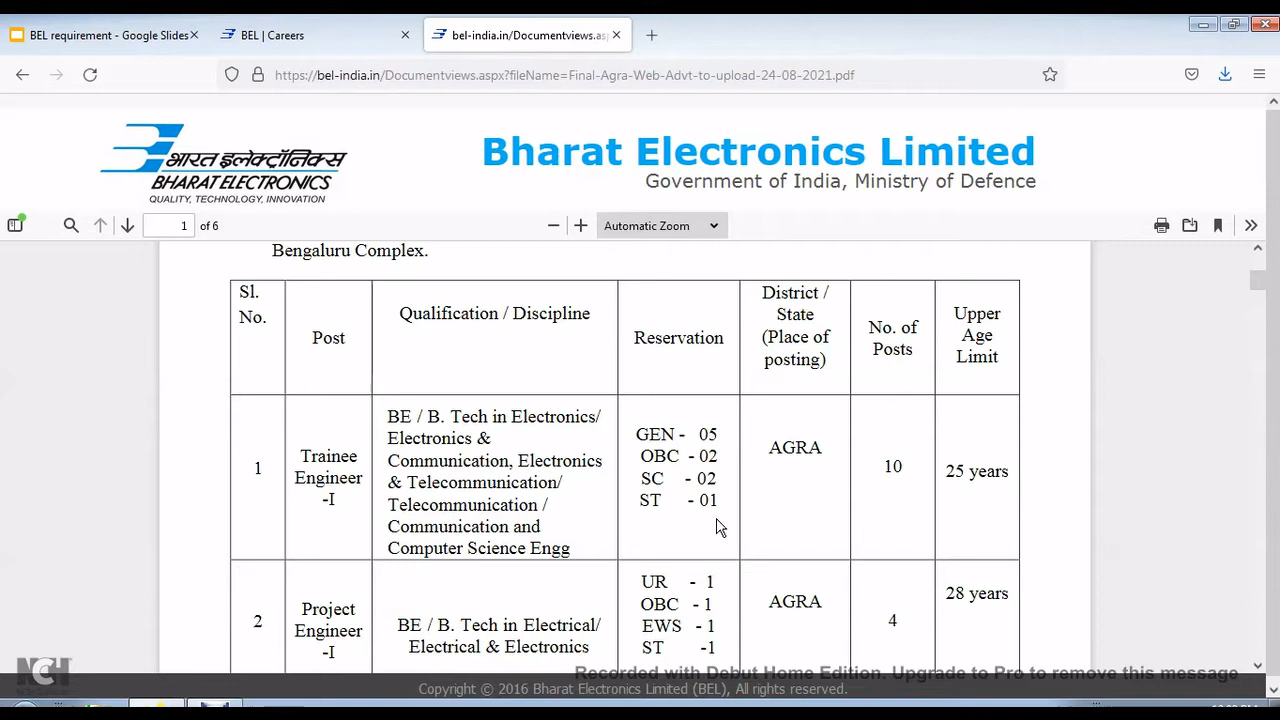 BEL requirement - Google Slides
BEL | Careers
bel-india.in/Documentviews.as
https://bel-india.in/Documentviews.aspx?fileName=Final-Agra-Web-Advt-to-upload-24-08-2021.pdf
भारत इलेक्ट्रॉनिक्स
BHARAT ELECTRONICS
QUALITY, TECHNOLOGY, INNOVATION
Bharat Electronics Limited
Government of India, Ministry of Defence
1 of 6
Automatic Zoom
Bengaluru Complex.
Sl. No.
Post
Qualification / Discipline
Reservation
District / State (Place of posting)
No. of Posts
Upper Age Limit
1
Trainee Engineer -I
BE / B. Tech in Electronics/
Electronics &
Communication, Electronics
& Telecommunication/
Telecommunication /
Communication and
Computer Science Engg
GEN - 05
OBC - 02
SC - 02
ST - 01
AGRA
10
25 years
2
Project Engineer -I
BE / B. Tech in Electrical/
Electrical & Electronics
UR - 1
OBC - 1
EWS - 1
ST -1
AGRA
4
28 years
NCH
Recorded with Debut Home Edition. Upgrade to Pro to remove this message
Copyright © 2016 Bharat Electronics Limited (BEL), All rights reserved.